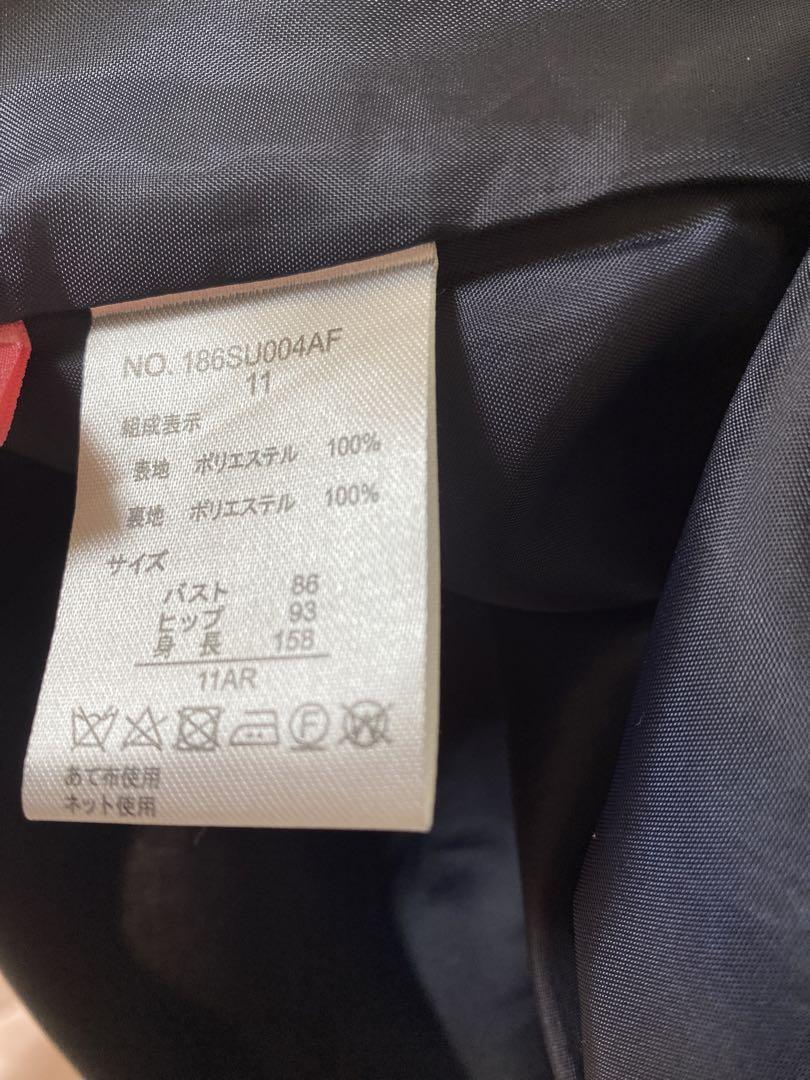 NO. 186SU004AF
11
組成表示
表地 ポリエステル 100%
裏地 ポリエステル 100%
サイズ
バスト 86
ヒップ 93
身長 158
11AR
F W
あて布使用
ネット使用